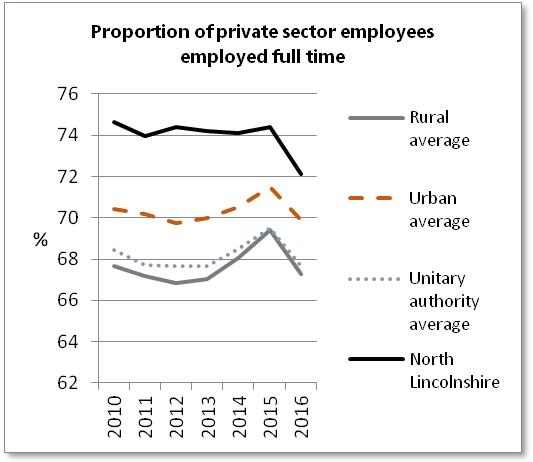 Proportion of private sector employees
employed full time
76
74
72
70
68
66
64
62
%
2010
2011
2012
2013
2014
2015
2016
Rural
average
Urban
average
Unitary
authority
average
North
Lincolnshire